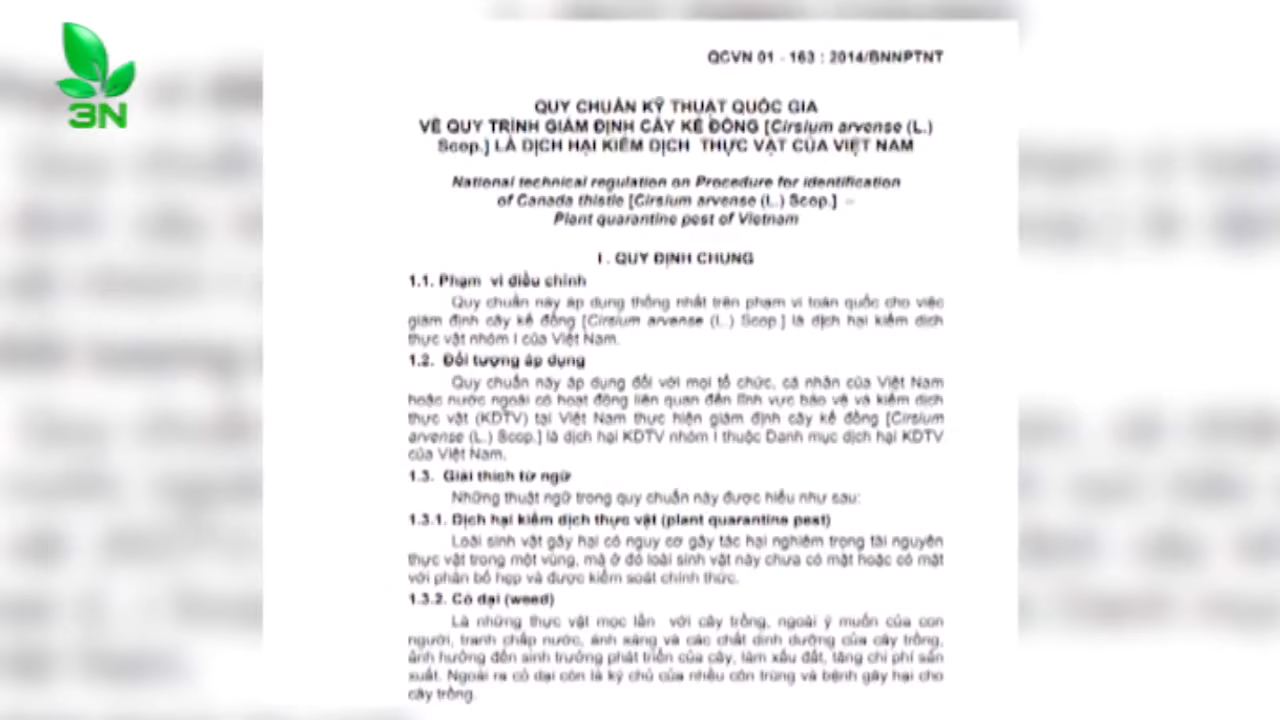 3N
QCVN 01 - 163 : 2014/BNNPTNT
QUY CHUẨN KỸ THUẬT QUỐC GIA
VỀ QUY TRÌNH GIÁM ĐỊNH CÂY KẾ ĐỒNG [Cirsium arvense (L.)
Scop.] LÀ DỊCH HẠI KIỂM DỊCH THỰC VẬT CỦA VIỆT NAM
National technical regulation on Procedure for identification
of Canada thistle [Cirsium arvense (L.) Scop.] –
Plant quarantine pest of Vietnam
I . QUY ĐỊNH CHUNG
1.1. Phạm vi điều chỉnh
Quy chuẩn này áp dụng thống nhất trên phạm vi toàn quốc cho việc
giám định cây kế đồng [Cirsium arvense (L.) Scop.] là dịch hại kiểm dịch
thực vật nhóm I của Việt Nam.
1.2. Đối tượng áp dụng
Quy chuẩn này áp dụng đối với mọi tổ chức, cá nhân của Việt Nam
hoặc nước ngoài có hoạt động liên quan đến lĩnh vực bảo vệ và kiểm dịch
thực vật (KDTV) tại Việt Nam thực hiện giám định cây kế đồng [Cirsium
arvense (L.) Scop.] là dịch hại KDTV nhóm I thuộc Danh mục dịch hại KDTV
của Việt Nam.
1.3. Giải thích từ ngữ
Những thuật ngữ trong quy chuẩn này được hiểu như sau:
1.3.1. Dịch hại kiểm dịch thực vật (plant quarantine pest)
Loài sinh vật gây hại có nguy cơ gây tác hại nghiêm trọng tài nguyên
thực vật trong một vùng, mà ở đó loài sinh vật này chưa có mặt hoặc có mặt
với phân bố hẹp và được kiểm soát chính thức.
1.3.2. Cỏ dại (weed)
Là những thực vật mọc lẫn với cây trồng, ngoài ý muốn của con
người, tranh chấp nước, ánh sáng và các chất dinh dưỡng của cây trồng,
ảnh hưởng đến sinh trưởng phát triển của cây, làm xấu đất, tăng chi phí sản
xuất. Ngoài ra cỏ dại còn là ký chủ của nhiều côn trùng và bệnh gây hại cho
cây trồng.